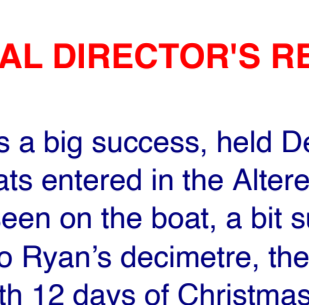 AL DIRECTOR'S RE
s a big success, held De
ats entered in the Altere
een on the boat, a bit su
o Ryan’s decimetre, the
th 12 days of Christmas